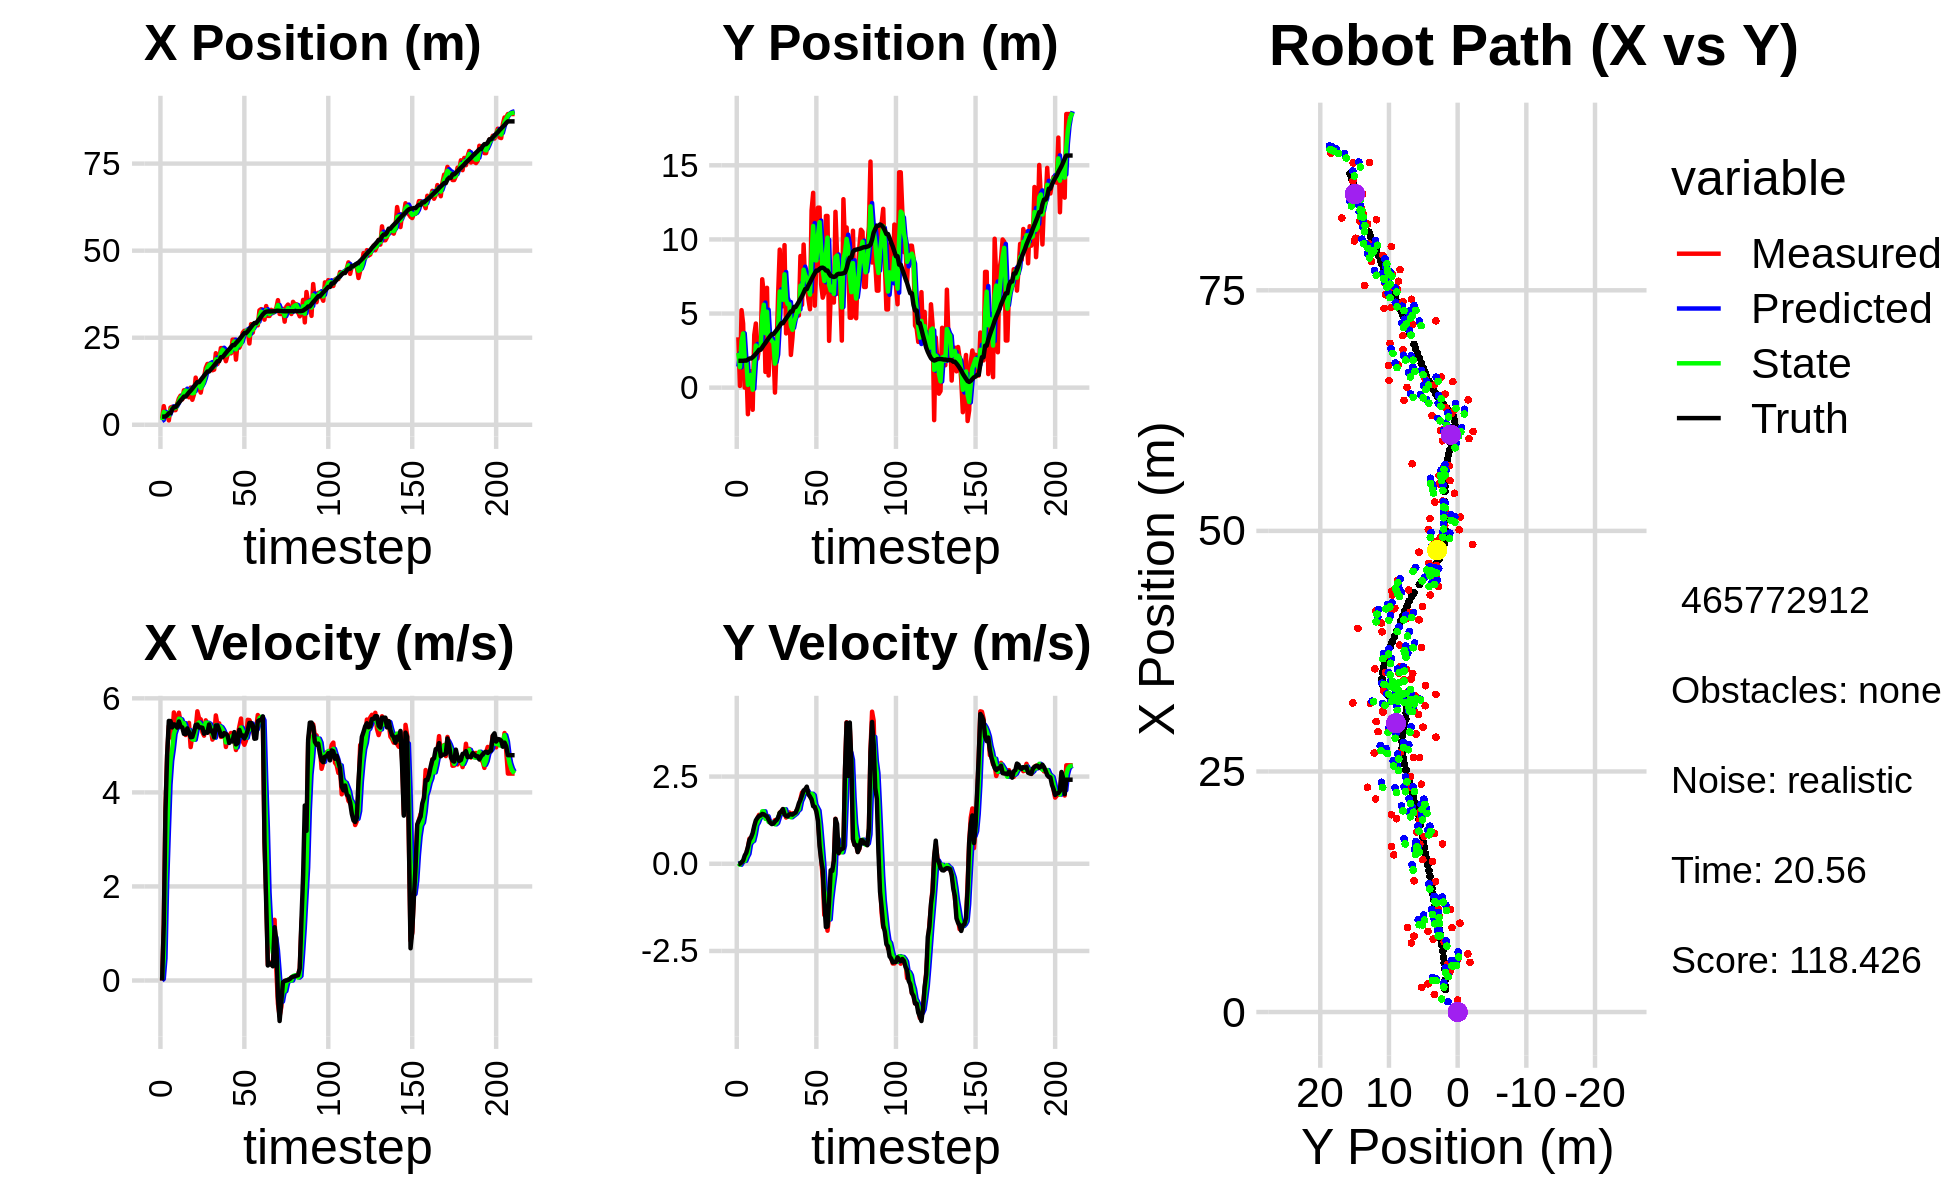 X Position (m)
75
50
25
0
0
50
100
150
200
timestep
Y Position (m)
15
10
5
0
0
50
100
150
200
timestep
X Velocity (m/s)
6
4
2
0
0
50
100
150
200
timestep
Y Velocity (m/s)
2.5
0.0
-2.5
0
50
100
150
200
timestep
Robot Path (X vs Y)
X Position (m)
75
50
25
0
20 10 0 -10 -20
Y Position (m)
variable
Measured
Predicted
State
Truth
465772912
Obstacles: none
Noise: realistic
Time: 20.56
Score: 118.426